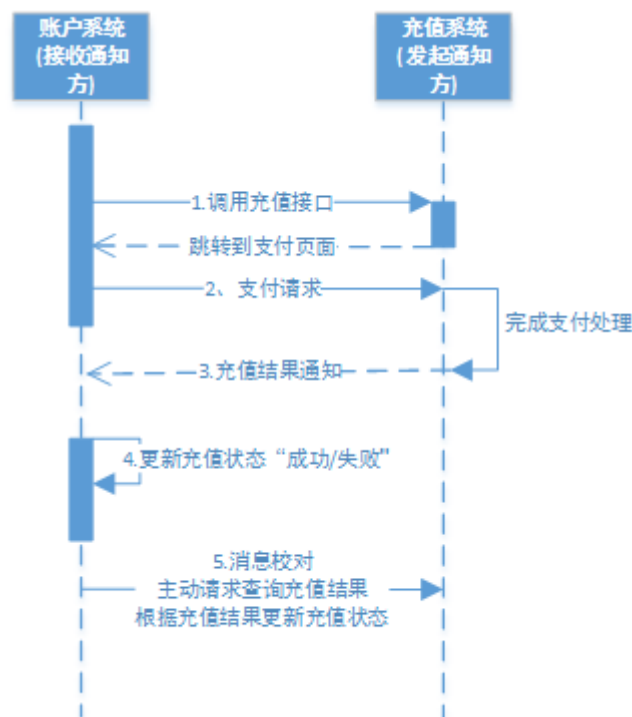 账户系统
(接收通知
方)
充值系统
(发起通知
方)
1.调用充值接口
跳转到支付页面
2、支付请求
完成支付处理
3.充值结果通知
4.更新充值状态“成功/失败”
5.消息校对
主动请求查询充值结果
根据充值结果更新充值状态